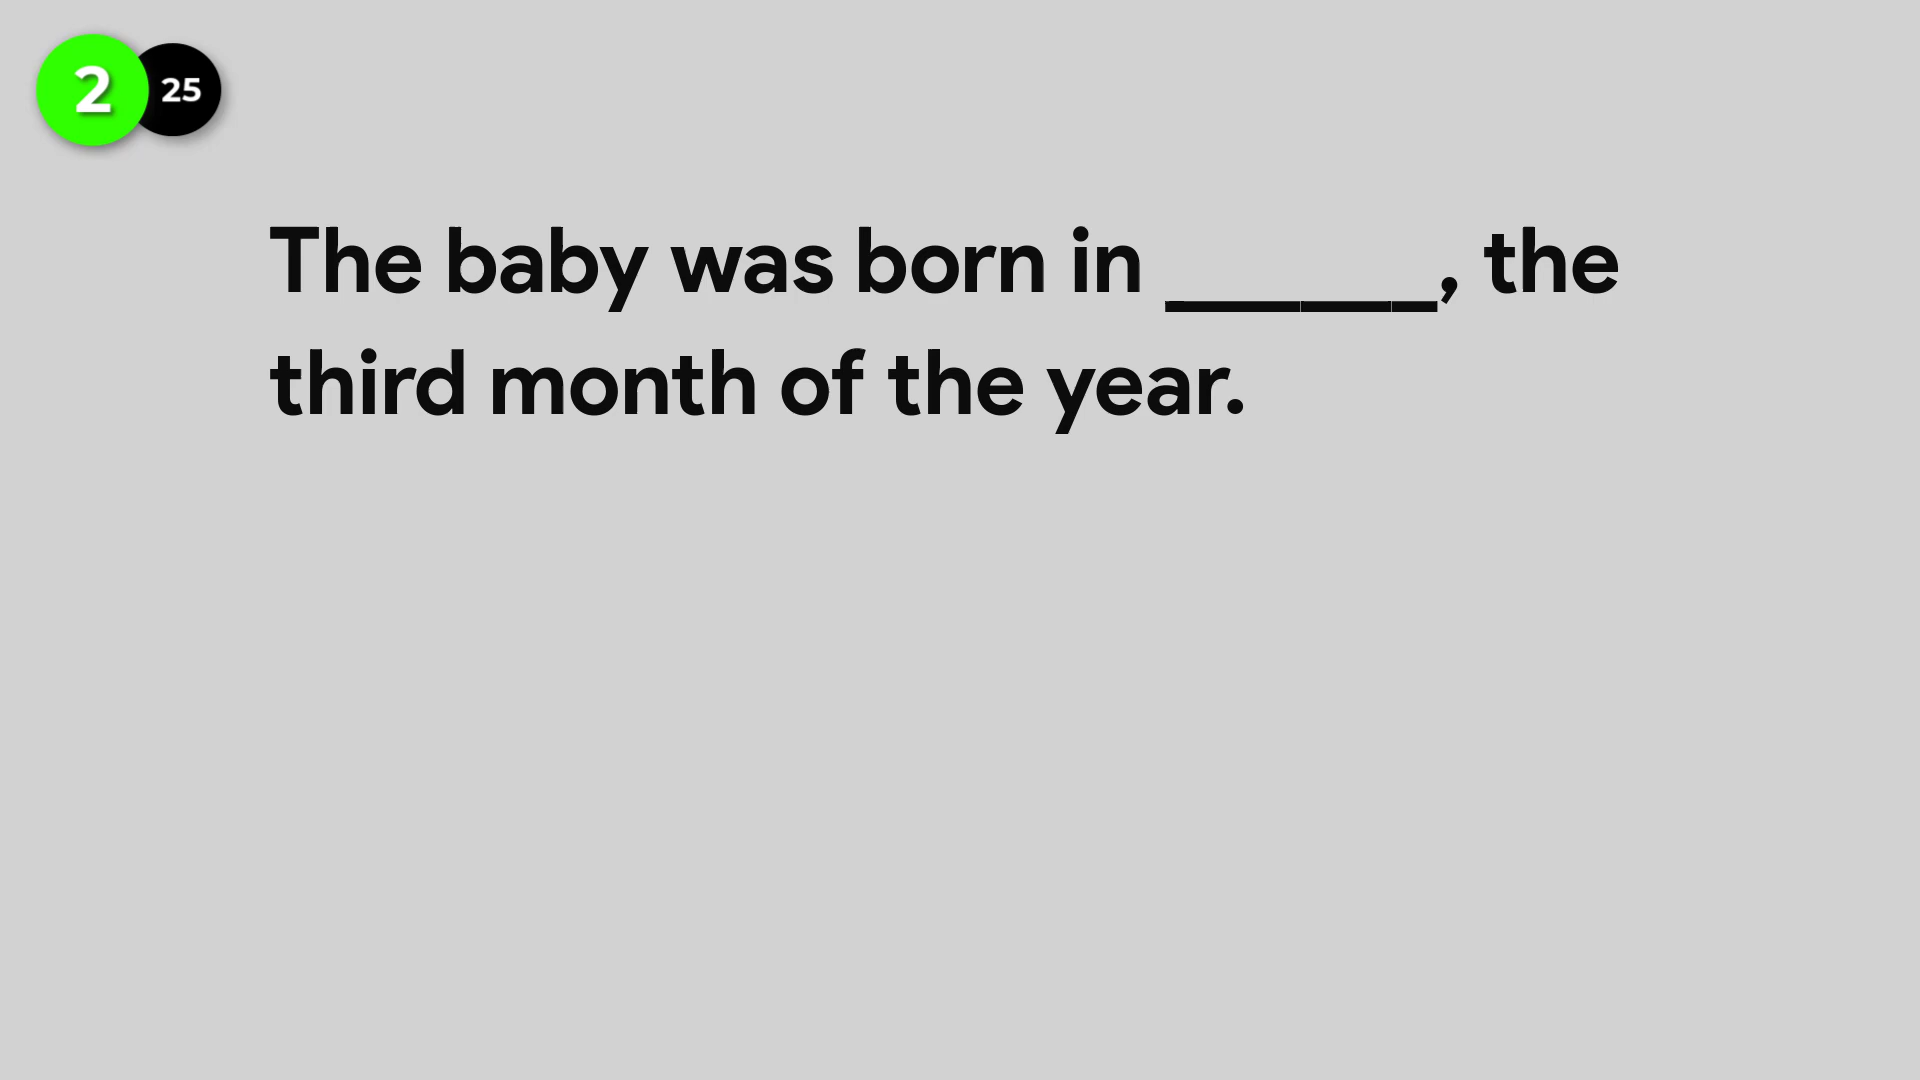 2 25
The baby was born in ______, the
third month of the year.